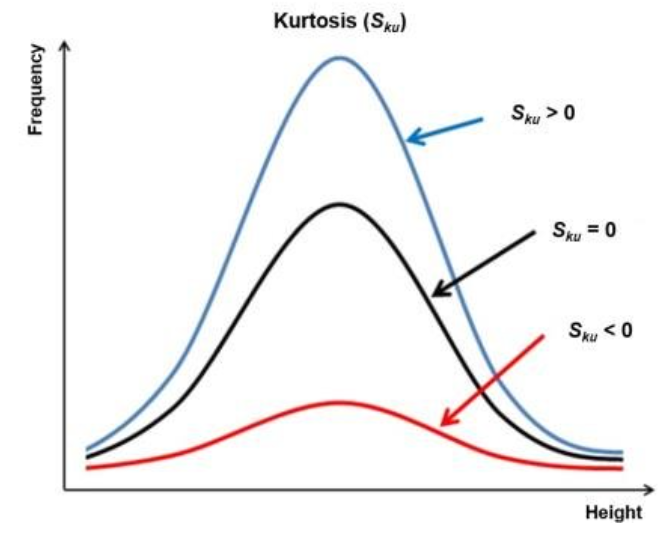 Kurtosis (Sku)
Frequency
Sku > 0
Sku = 0
Sku < 0
Height